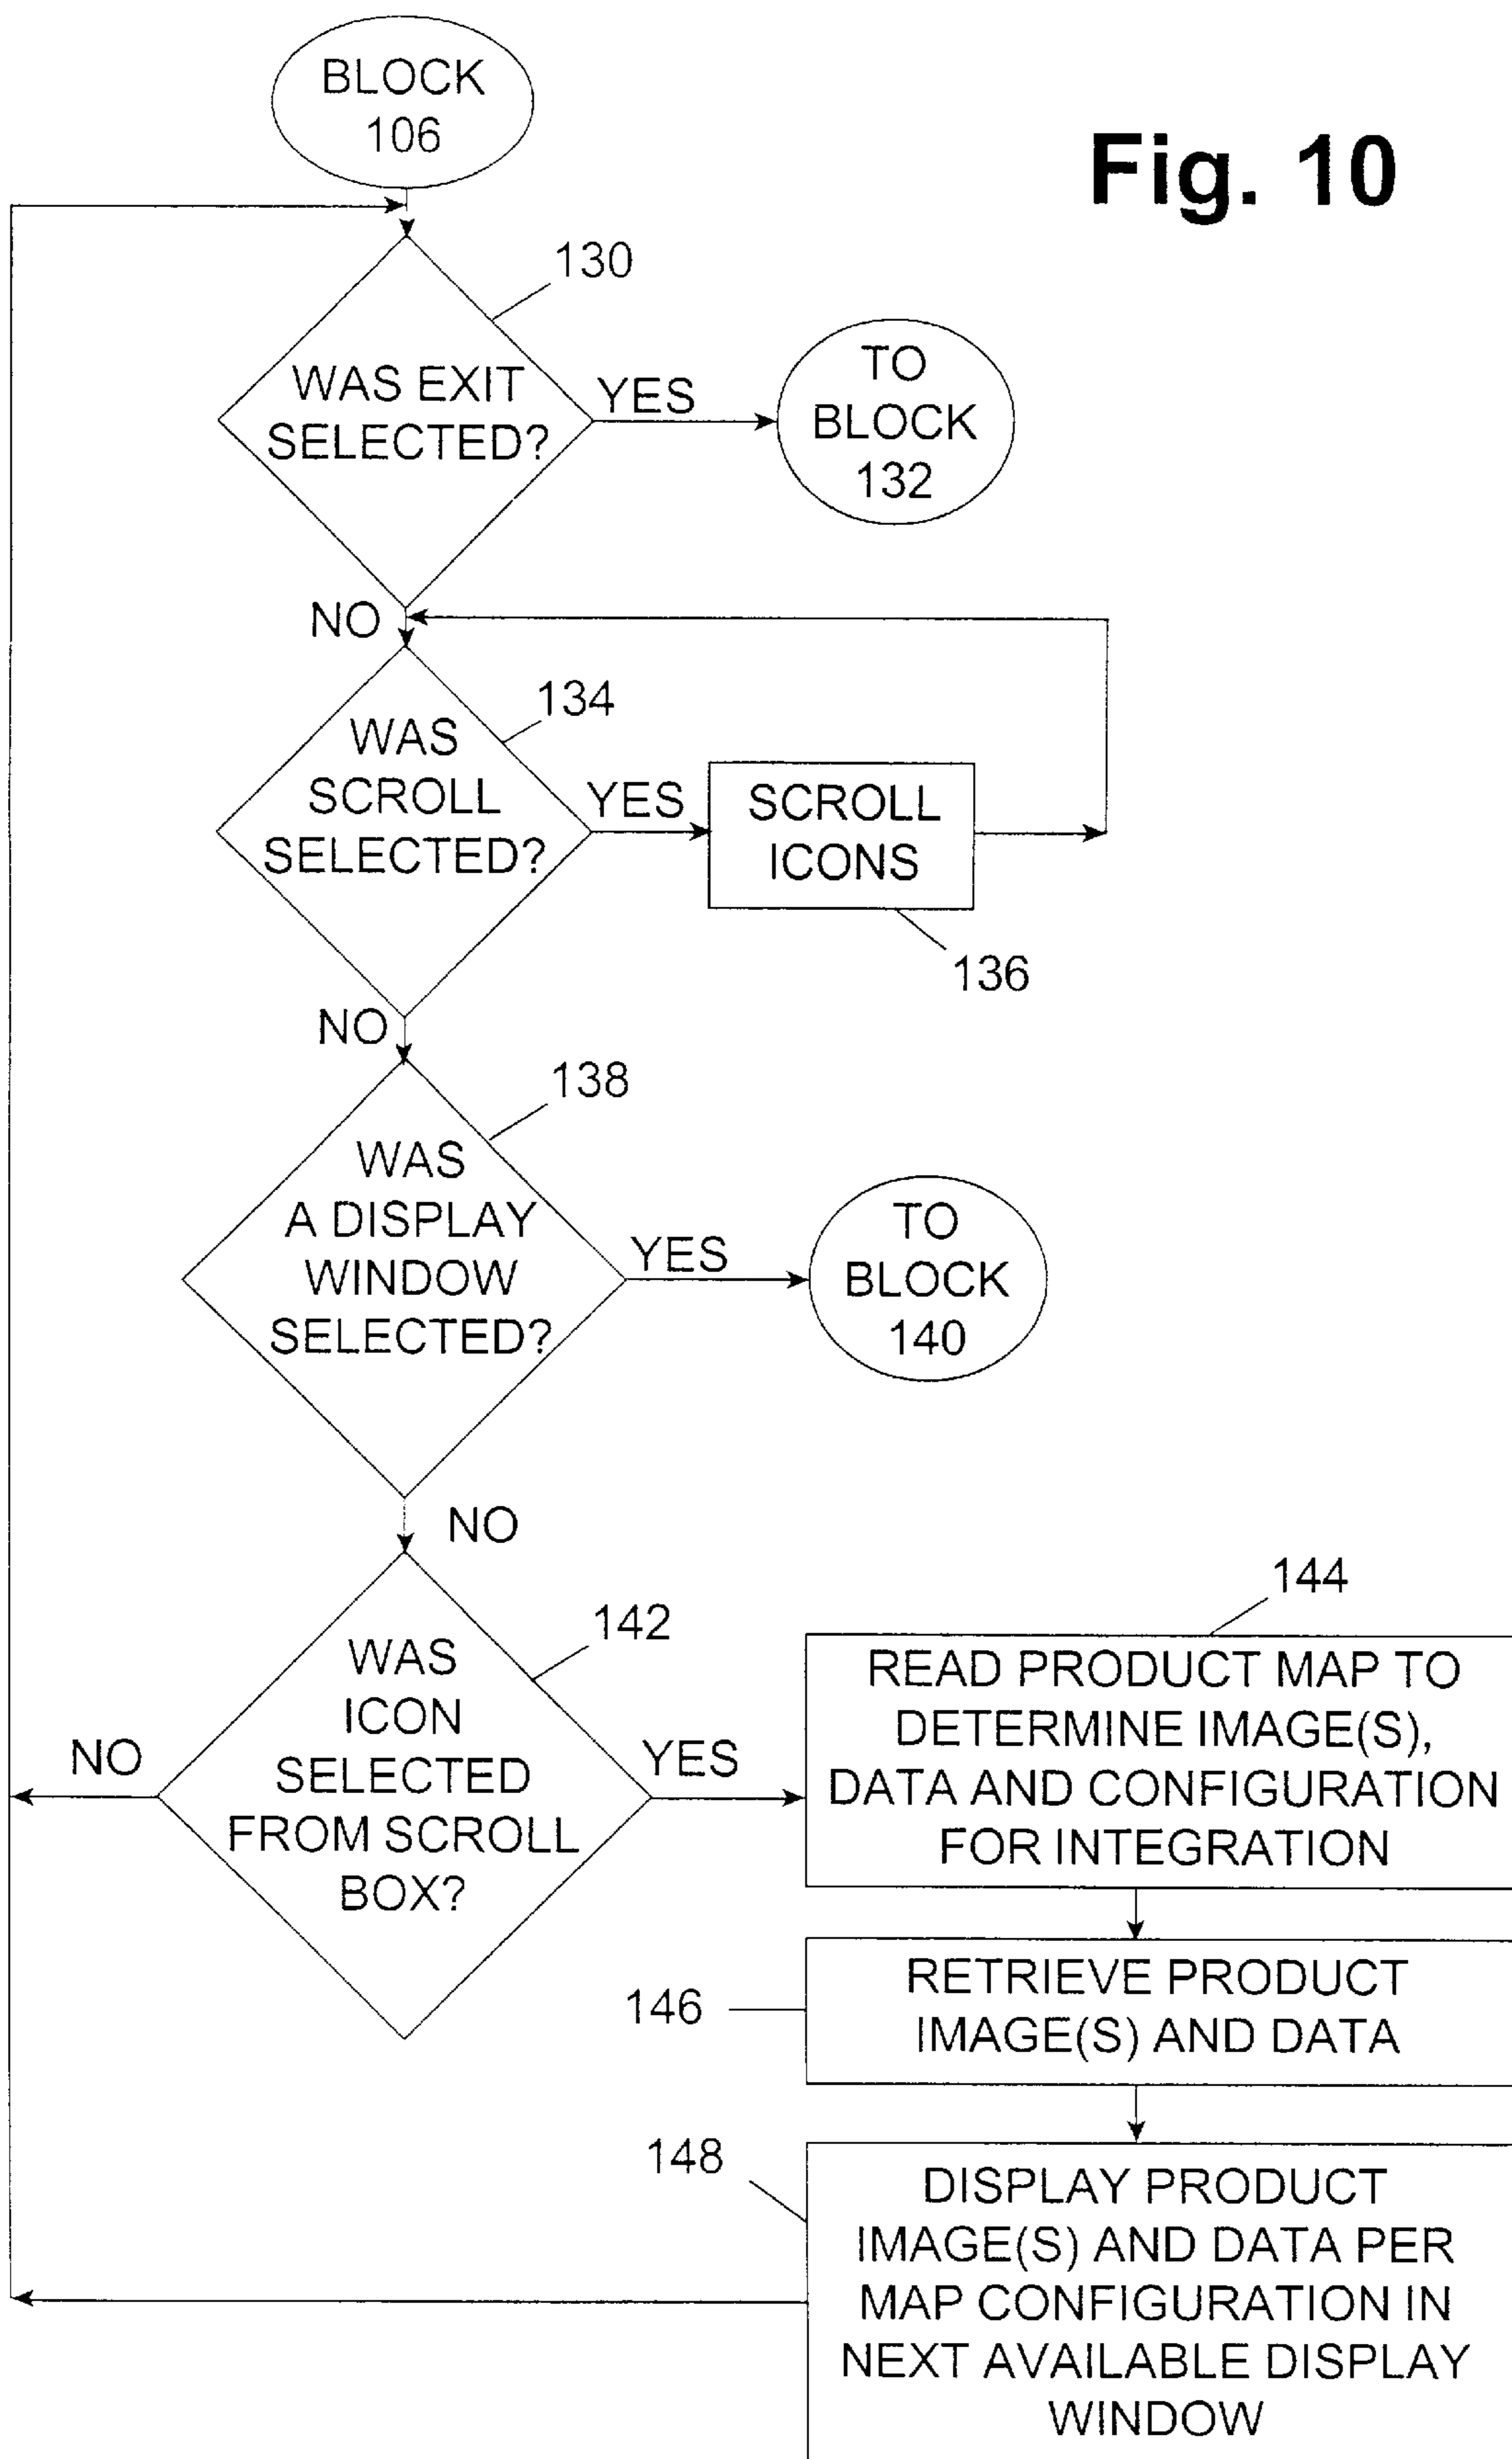 BLOCK
106
Fig. 10
130
WAS EXIT
SELECTED?
YES
TO
BLOCK
132
NO
134
WAS
SCROLL
SELECTED?
YES
SCROLL
ICONS
136
NO
138
WAS
A DISPLAY
WINDOW
SELECTED?
YES
TO
BLOCK
140
NO
142
WAS
ICON
SELECTED
FROM SCROLL
BOX?
NO
YES
144
READ PRODUCT MAP TO
DETERMINE IMAGE(S),
DATA AND CONFIGURATION
FOR INTEGRATION
146
RETRIEVE PRODUCT
IMAGE(S) AND DATA
148
DISPLAY PRODUCT
IMAGE(S) AND DATA PER
MAP CONFIGURATION IN
NEXT AVAILABLE DISPLAY
WINDOW